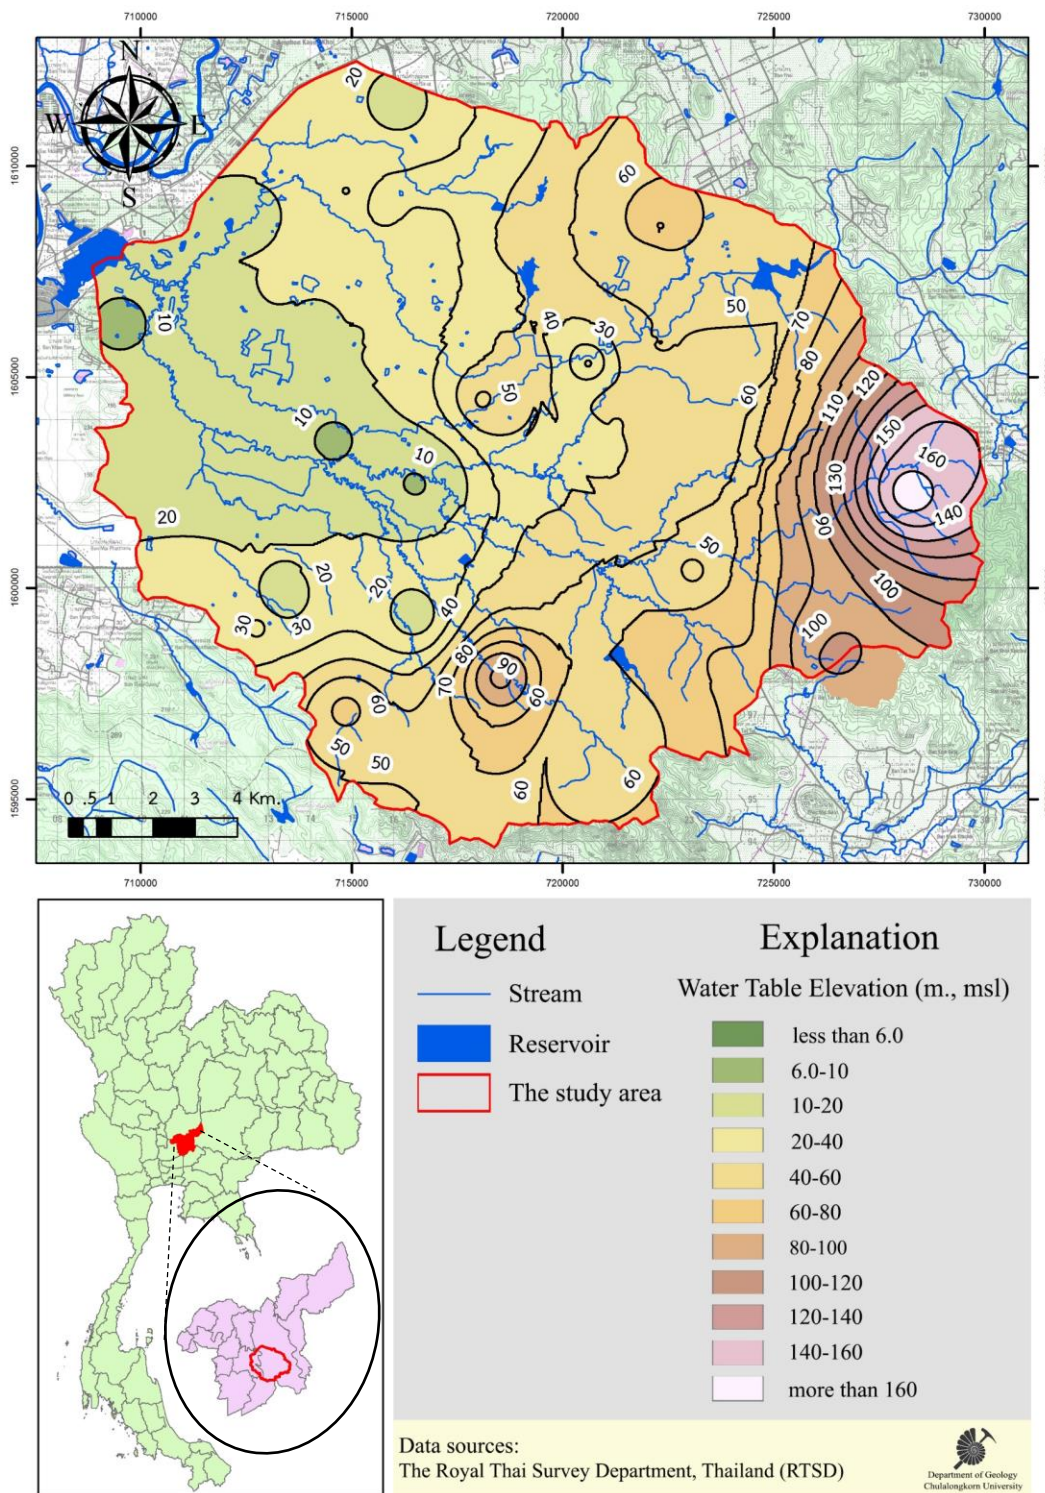 710000 715000 720000 725000 730000
N
W E
S
1610000
1605000
1600000
1595000
20
60
10
50
70
40
30
80
50
120
110
60
150
10
160
10
130
140
20
90
50
20
20
100
40
30
30
100
80
90
70
60
60
50
50
60
60
0 .5 1 2 3 4 Km.
710000 715000 720000 725000 730000
Legend
Stream
Reservoir
The study area
Explanation
Water Table Elevation (m., msl)
less than 6.0
6.0-10
10-20
20-40
40-60
60-80
80-100
100-120
120-140
140-160
more than 160
Data sources:
The Royal Thai Survey Department, Thailand (RTSD)
Department of Geology
Chulalongkorn University